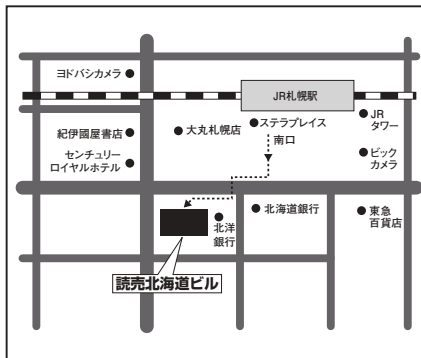 ヨドバシカメラ
JR札幌駅
JR
タワー
紀伊國屋書店
大丸札幌店
ステラプレイス
南口
センチュリー
ロイヤルホテル
ビック
カメラ
北洋
銀行
北海道銀行
東急
百貨店
読売北海道ビル